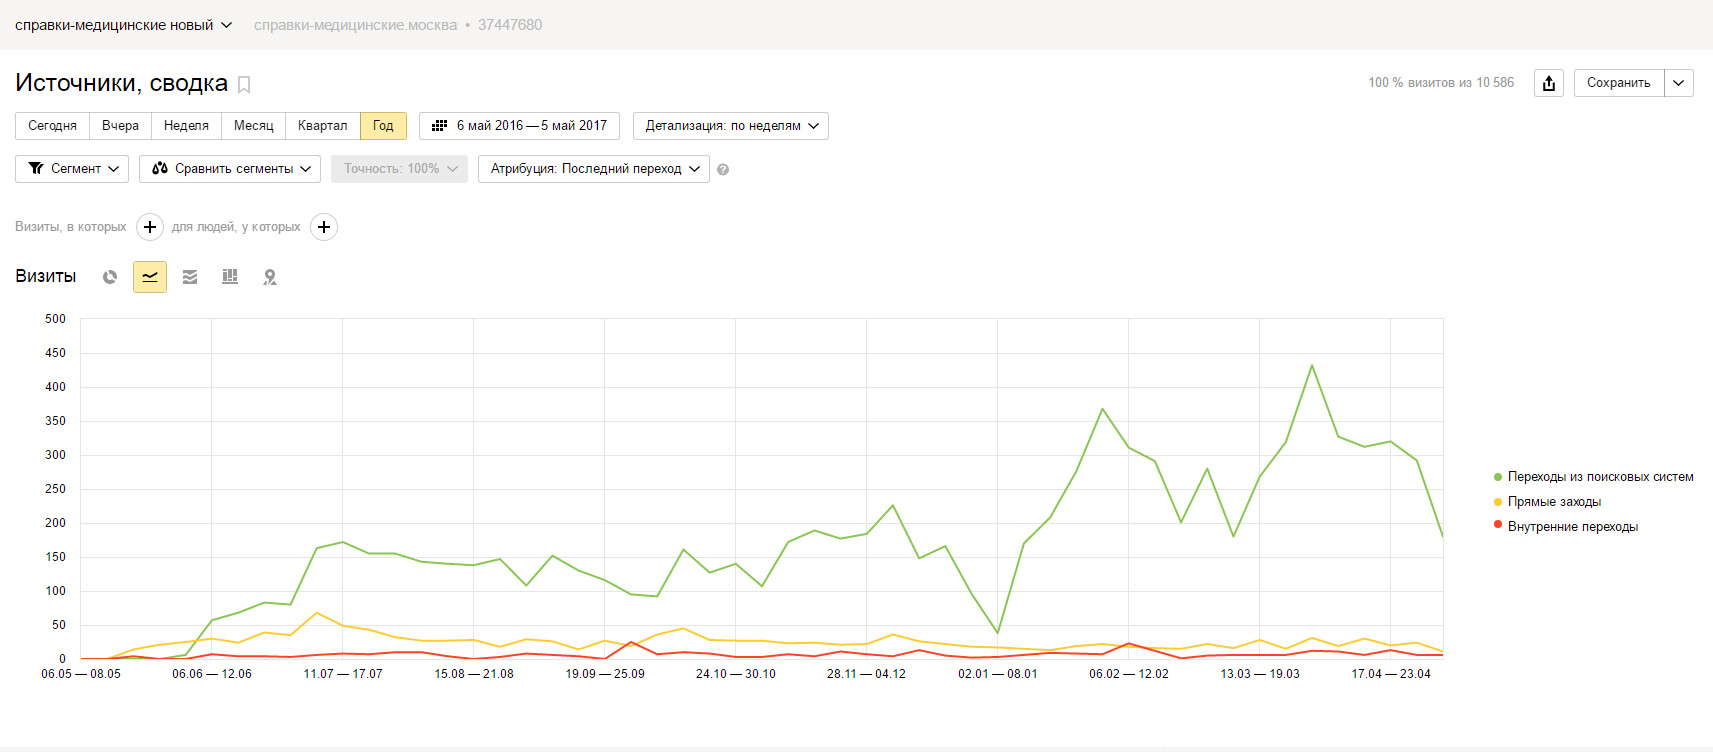 справки-медицинские новый справки-медицинские.москва • 37447680
Источники, сводка
100 % визитов из 10 586
Сохранить
Сегодня Вчера Неделя Месяц Квартал Год 6 май 2016 — 5 май 2017 Детализация: по неделям
Сегмент Сравнить сегменты Точность: 100% Атрибуция: Последний переход ?
Визиты, в которых + для людей, у которых +
Визиты
500
450
400
350
300
250
200
150
100
50
0
06.05 — 08.05 06.06 — 12.06 11.07 — 17.07 15.08 — 21.08 19.09 — 25.09 24.10 — 30.10 28.11 — 04.12 02.01 — 08.01 06.02 — 12.02 13.03 — 19.03 17.04 — 23.04
Переходы из поисковых систем
Прямые заходы
Внутренние переходы